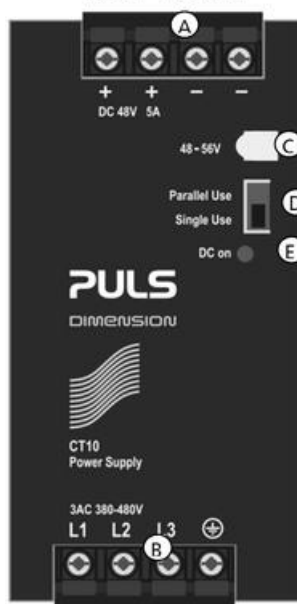 A
+ + − −
DC 48V 5A
48-56V
C
Parallel Use
D
Single Use
DC on
E
PULS
DIMENSION
CT10
Power Supply
3AC 380-480V
L1 L2 L3
B